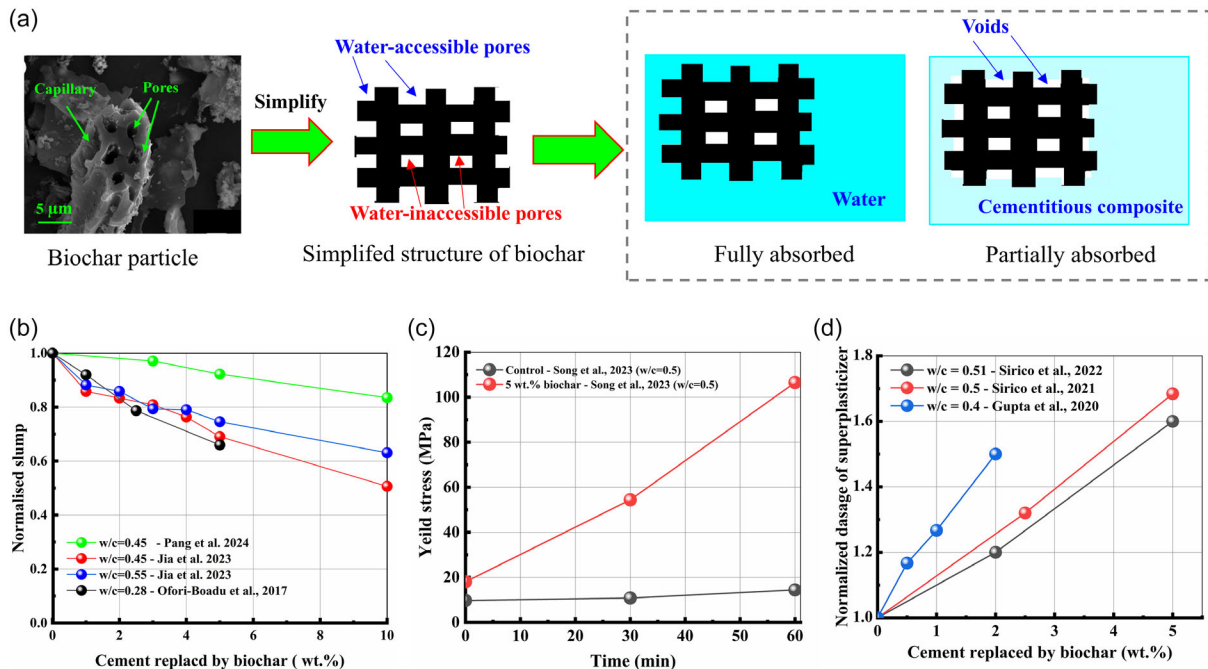 (a)
Capillary
Pores
5 µm
Biochar particle
Simplify
Water-accessible pores
Water-inaccessible pores
Simplifed structure of biochar
Water
Fully absorbed
Voids
Cementitious composite
Partially absorbed
(b)
Normalised slump
1.0
0.8
0.6
0.4
0.2
0.0
w/c=0.45 - Pang et al. 2024
w/c=0.45 - Jia et al. 2023
w/c=0.55 - Jia et al. 2023
w/c=0.28 - Ofori-Boadu et al., 2017
0 2 4 6 8 10
Cement replacd by biochar ( wt.%)
(c)
Yeild stress (MPa)
120
100
80
60
40
20
0
Control - Song et al., 2023 (w/c=0.5)
5 wt.% biochar - Song et al., 2023 (w/c=0.5)
0 10 20 30 40 50 60
Time (min)
(d)
Normalized dasage of superplasticizer
1.8
1.6
1.4
1.2
1.0
w/c = 0.51 - Sirico et al., 2022
w/c = 0.5 - Sirico et al., 2021
w/c = 0.4 - Gupta et al., 2020
0 1 2 3 4 5
Cement replaced by biochar (wt.%)